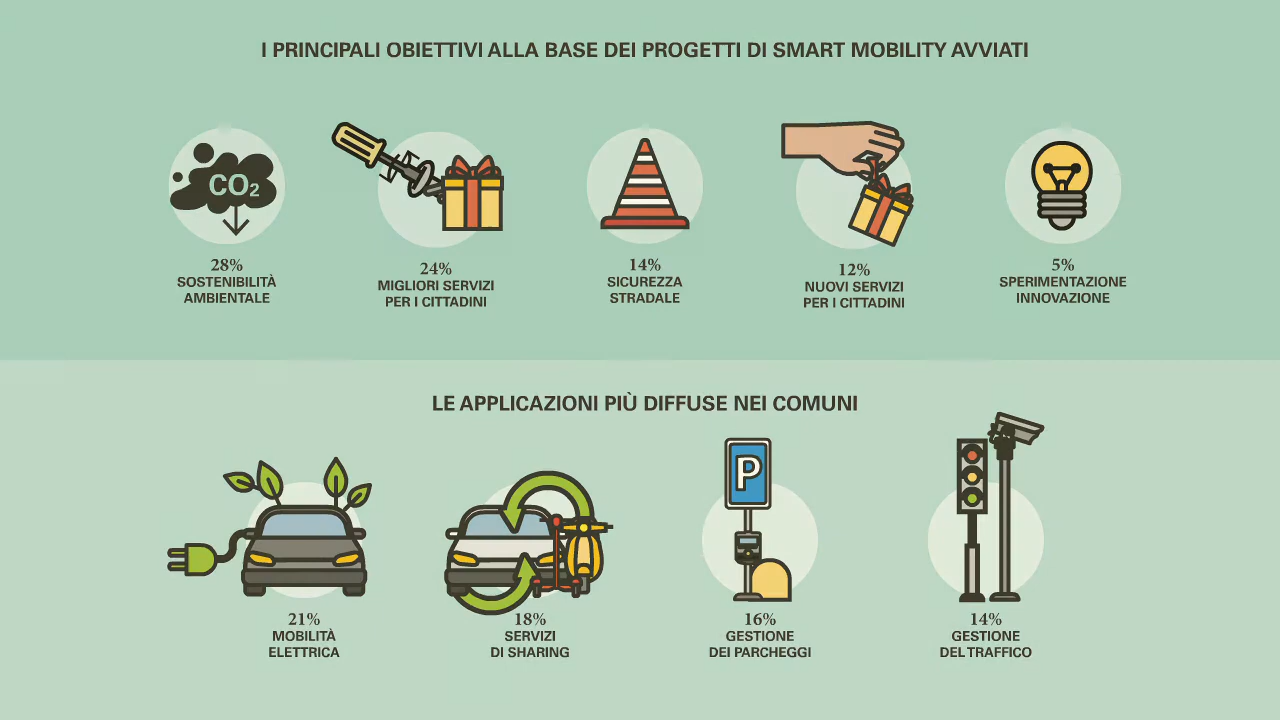 I PRINCIPALI OBIETTIVI ALLA BASE DEI PROGETTI DI SMART MOBILITY AVVIATI
CO₂
28%
SOSTENIBILITÀ
AMBIENTALE
24%
MIGLIORI SERVIZI
PER I CITTADINI
14%
SICUREZZA
STRADALE
12%
NUOVI SERVIZI
PER I CITTADINI
5%
SPERIMENTAZIONE
INNOVAZIONE
LE APPLICAZIONI PIÙ DIFFUSE NEI COMUNI
P
21%
MOBILITÀ
ELETTRICA
18%
SERVIZI
DI SHARING
16%
GESTIONE
DEI PARCHEGGI
14%
GESTIONE
DEL TRAFFICO